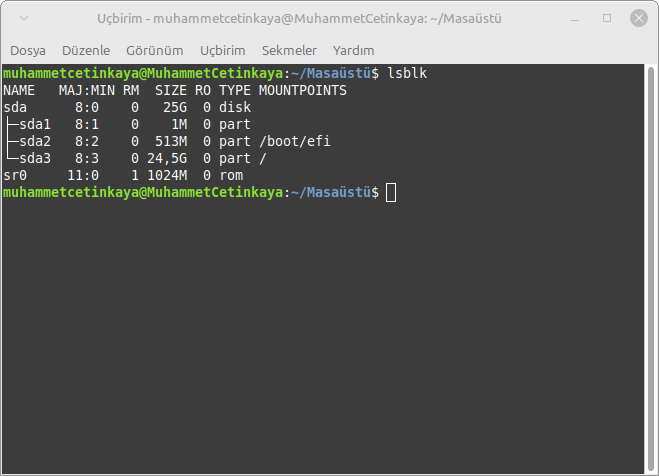 Uçbirim - muhammetcetinkaya@MuhammetCetinkaya: ~/Masaüstü
Dosya Düzenle Görünüm Uçbirim Sekmeler Yardım
muhammetcetinkaya@MuhammetCetinkaya:~/Masaüstü$ lsblk
NAME   MAJ:MIN RM  SIZE RO TYPE MOUNTPOINTS
sda      8:0    0   25G  0 disk
├─sda1   8:1    0    1M  0 part
├─sda2   8:2    0  513M  0 part /boot/efi
└─sda3   8:3    0 24,5G  0 part /
sr0     11:0    1 1024M  0 rom
muhammetcetinkaya@MuhammetCetinkaya:~/Masaüstü$